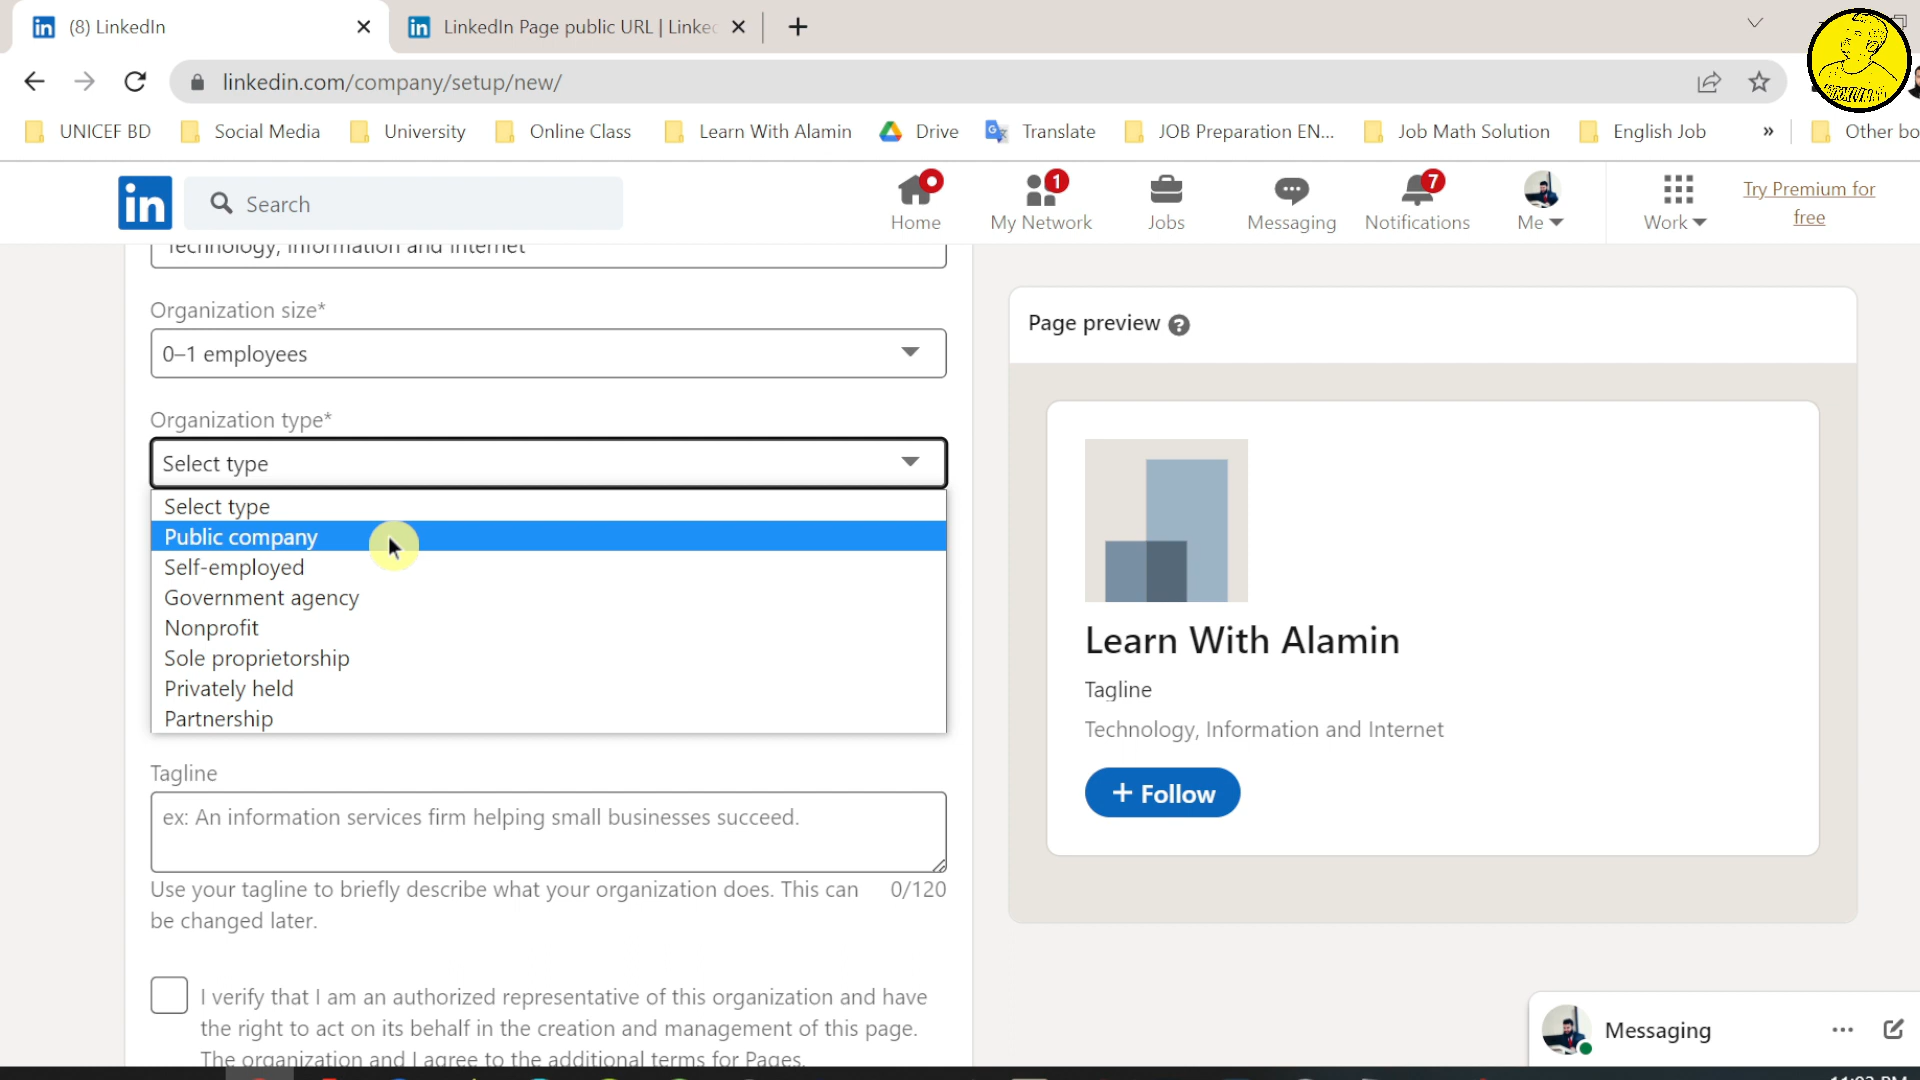 (8) LinkedIn
LinkedIn Page public URL | Linke
linkedin.com/company/setup/new/
UNICEF BD
Social Media
University
Online Class
Learn With Alamin
Drive
Translate
JOB Preparation EN...
Job Math Solution
English Job
»
Other bo
in
Search
Home
1
My Network
Jobs
Messaging
7
Notifications
Me
Work
Try Premium for
free
Technology, Information and Internet
Organization size*
0–1 employees
Organization type*
Select type
Select type
Public company
Self-employed
Government agency
Nonprofit
Sole proprietorship
Privately held
Partnership
Tagline
ex: An information services firm helping small businesses succeed.
Use your tagline to briefly describe what your organization does. This can
be changed later.
0/120
I verify that I am an authorized representative of this organization and have
the right to act on its behalf in the creation and management of this page.
The organization and I agree to the additional terms for Pages.
Page preview
Learn With Alamin
Tagline
Technology, Information and Internet
+ Follow
Messaging